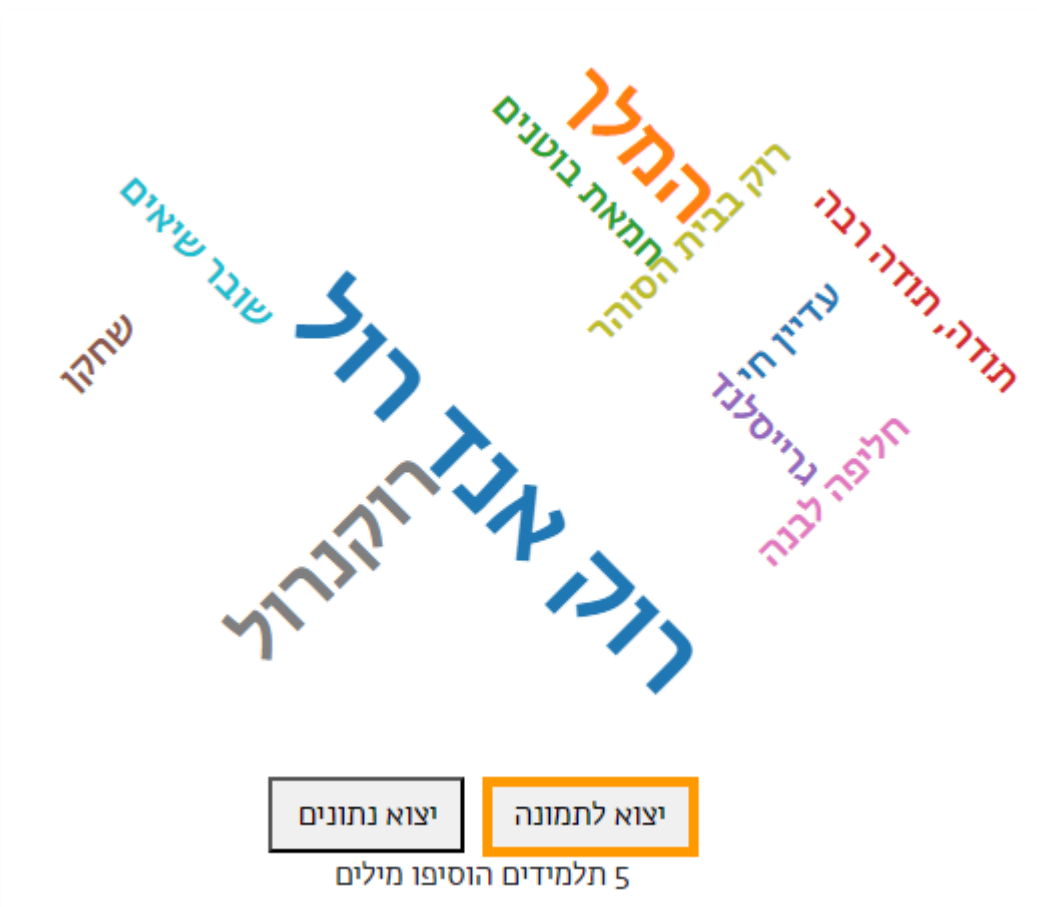 המלך
חמאת בוטנים
רוק בבית הסוהר
תודה, תודה רבה
שובר שיאים
עדיין חי
שחקן
רוק אנד רול
גרייסלנד
חליפה לבנה
רוקנרול
יצוא לתמונה
יצוא נתונים
5 תלמידים הוסיפו מילים